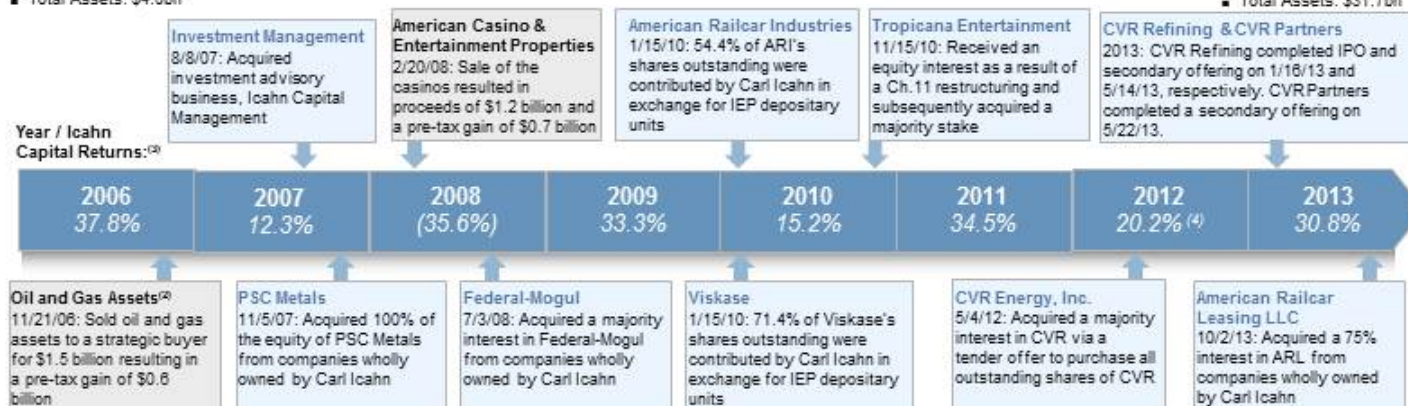 ■ Total Assets: $4.0bn
■ Total Assets: $31.7bn
Investment Management
8/8/07: Acquired
investment advisory
business, Icahn Capital
Management
American Casino &
Entertainment Properties
2/20/08: Sale of the
casinos resulted in
proceeds of $1.2 billion and
a pre-tax gain of $0.7 billion
American Railcar Industries
1/15/10: 54.4% of ARI's
shares outstanding were
contributed by Carl Icahn in
exchange for IEP depositary
units
Tropicana Entertainment
11/15/10: Received an
equity interest as a result of
a Ch.11 restructuring and
subsequently acquired a
majority stake
CVR Refining & CVR Partners
2013: CVR Refining completed IPO and
secondary offering on 1/16/13 and
5/14/13, respectively. CVR Partners
completed a secondary offering on
5/22/13.
Year / Icahn
Capital Returns:(3)
2006
37.8%
2007
12.3%
2008
(35.6%)
2009
33.3%
2010
15.2%
2011
34.5%
2012
20.2% (4)
2013
30.8%
Oil and Gas Assets(2)
11/21/06: Sold oil and gas
assets to a strategic buyer
for $1.5 billion resulting in
a pre-tax gain of $0.6
billion
PSC Metals
11/5/07: Acquired 100% of
the equity of PSC Metals
from companies wholly
owned by Carl Icahn
Federal-Mogul
7/3/08: Acquired a majority
interest in Federal-Mogul
from companies wholly
owned by Carl Icahn
Viskase
1/15/10: 71.4% of Viskase's
shares outstanding were
contributed by Carl Icahn in
exchange for IEP depositary
units
CVR Energy, Inc.
5/4/12: Acquired a majority
interest in CVR via a
tender offer to purchase all
outstanding shares of CVR
American Railcar
Leasing LLC
10/2/13: Acquired a 75%
interest in ARL from
companies wholly owned
by Carl Icahn